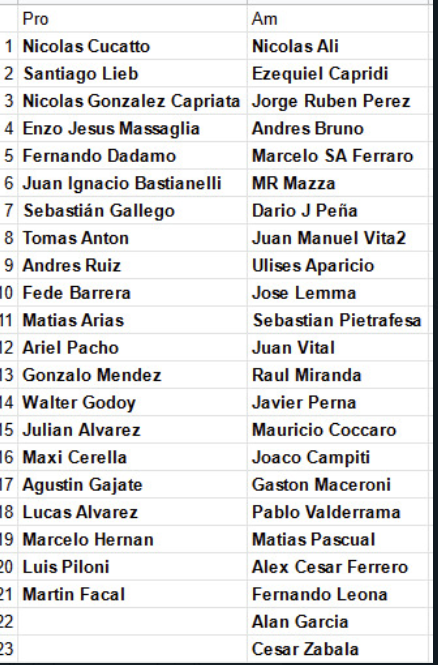 Pro Am
1 Nicolas Cucatto Nicolas Ali
2 Santiago Lieb Ezequiel Capridi
3 Nicolas Gonzalez Capriata Jorge Ruben Perez
4 Enzo Jesus Massaglia Andres Bruno
5 Fernando Dadamo Marcelo SA Ferraro
6 Juan Ignacio Bastianelli MR Mazza
7 Sebastián Gallego Dario J Peña
8 Tomas Anton Juan Manuel Vita2
9 Andres Ruiz Ulises Aparicio
10 Fede Barrera Jose Lemma
11 Matias Arias Sebastian Pietrafesa
12 Ariel Pacho Juan Vital
13 Gonzalo Mendez Raul Miranda
14 Walter Godoy Javier Perna
15 Julian Alvarez Mauricio Coccaro
16 Maxi Cerella Joaco Campiti
17 Agustin Gajate Gaston Maceroni
18 Lucas Alvarez Pablo Valderrama
19 Marcelo Hernan Matias Pascual
20 Luis Piloni Alex Cesar Ferrero
21 Martin Facal Fernando Leona
22 Alan Garcia
23 Cesar Zabala